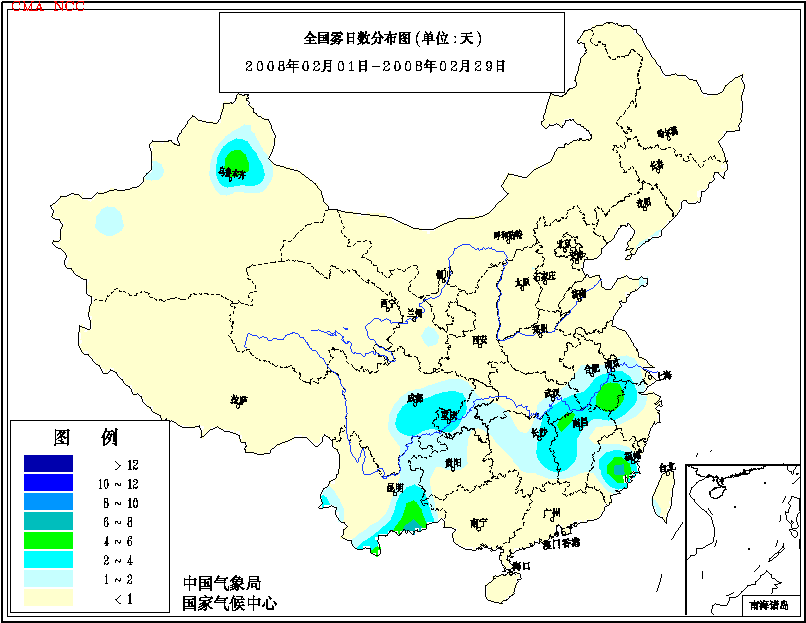 CMA NCC
全国雾日数分布图(单位:天)
2008年02月01日-2008年02月29日
哈尔滨
长春
沈阳
呼和浩特
北京
天津
银川
太原
石家庄
济南
西宁
兰州
郑州
西安
乌鲁木齐
拉萨
成都
重庆
武汉
合肥
南京
上海
长沙
南昌
贵阳
昆明
福州
台北
南宁
广州
澳门
香港
海口
图 例
> 12
10 ~ 12
8 ~ 10
6 ~ 8
4 ~ 6
2 ~ 4
1 ~ 2
< 1
中国气象局
国家气候中心
南海诸岛